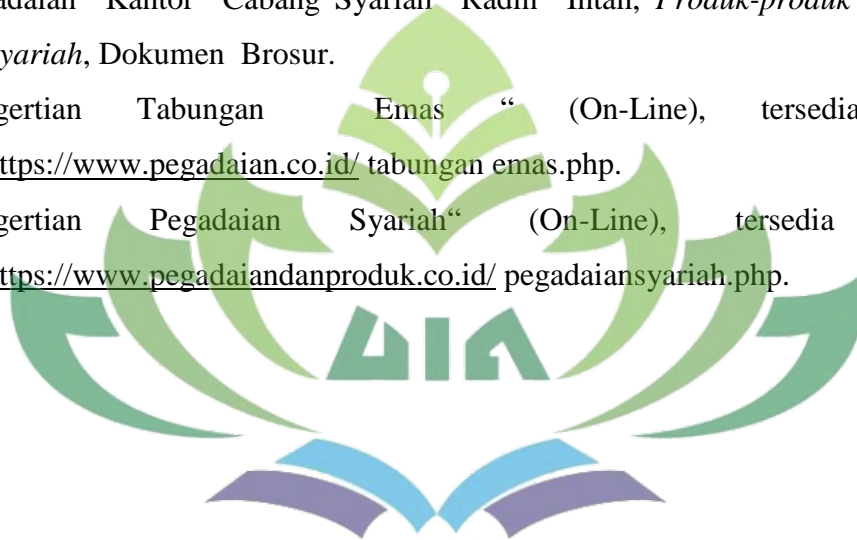 adaian Kantor Cabang Syariah Radin Intan, Produk-produk
yariah, Dokumen Brosur.
gertian Tabungan Emas “ (On-Line), tersedia
ttps://www.pegadaian.co.id/ tabungan emas.php.
gertian Pegadaian Syariah“ (On-Line), tersedia
ttps://www.pegadaiandanproduk.co.id/ pegadaiansyariah.php.
UIN